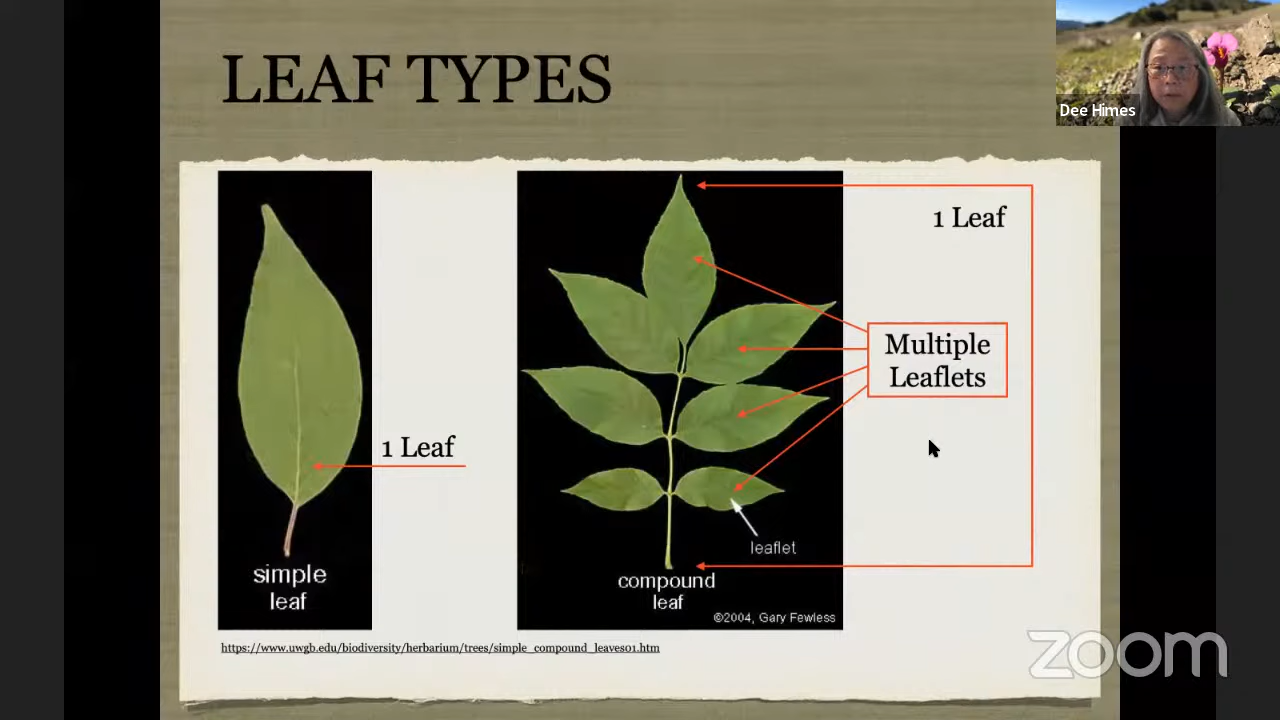 LEAF TYPES
Dee Himes
1 Leaf
Multiple
Leaflets
1 Leaf
leaflet
simple
leaf
compound
leaf
©2004, Gary Fewless
https://www.uwgb.edu/biodiversity/herbarium/trees/simple_compound_leaves01.htm
zoom